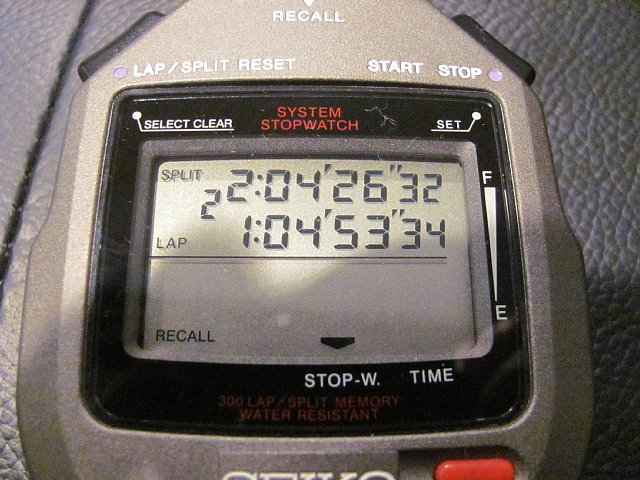 RECALL
LAP/SPLIT RESET START STOP
SELECT CLEAR
SYSTEM
STOPWATCH
SET
SPLIT 2:04'26"32
2
LAP 1:04'53"34
F
E
RECALL
STOP-W. TIME
300 LAP/SPLIT MEMORY
WATER RESISTANT
SEIKO